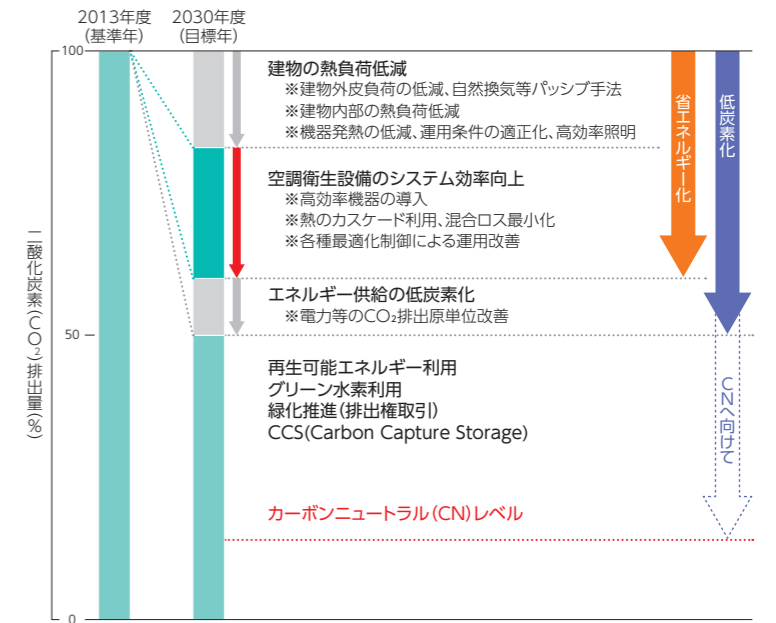 2013年度
(基準年)
2030年度
(目標年)
二酸化炭素(CO₂)排出量(%)
100
50
0
建物の熱負荷低減
※建物外皮負荷の低減、自然換気等パッシブ手法
※建物内部の熱負荷低減
※機器発熱の低減、運用条件の適正化、高効率照明
空調衛生設備のシステム効率向上
※高効率機器の導入
※熱のカスケード利用、混合ロス最小化
※各種最適化制御による運用改善
エネルギー供給の低炭素化
※電力等のCO₂排出原単位改善
再生可能エネルギー利用
グリーン水素利用
緑化推進(排出権取引)
CCS(Carbon Capture Storage)
カーボンニュートラル(CN)レベル
省エネルギー化
低炭素化
CNへ向けて